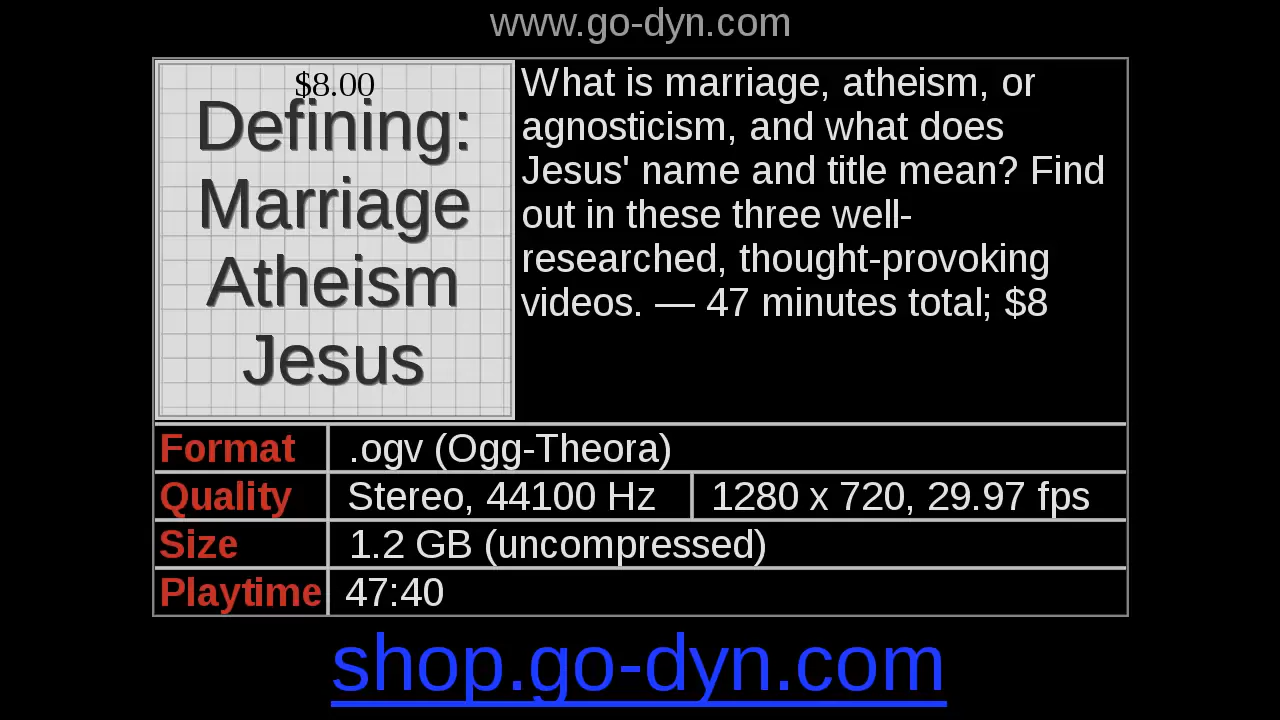 www.go-dyn.com
$8.00
Defining:
Marriage
Atheism
Jesus
What is marriage, atheism, or
agnosticism, and what does
Jesus' name and title mean? Find
out in these three well-
researched, thought-provoking
videos. — 47 minutes total; $8
Format .ogv (Ogg-Theora)
Quality Stereo, 44100 Hz 1280 x 720, 29.97 fps
Size 1.2 GB (uncompressed)
Playtime 47:40
shop.go-dyn.com